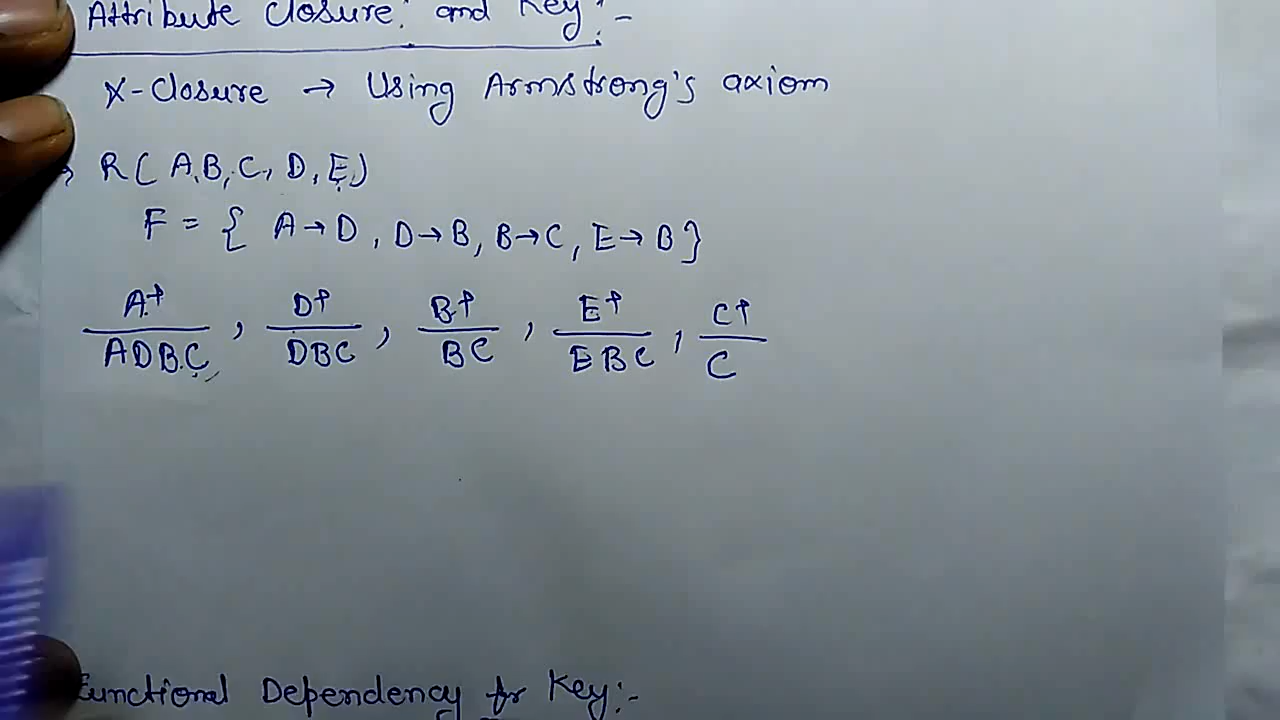 Attribute Closure: and Key:-
X-Closure → Using Armstrong's axiom
R( A, B, C, D, E)
F = { A→D, D→B, B→C, E→B}
A+ , D+ , B+ , E+ , C+
ADBC DBC BC EBC C
Functional Dependency for Key:-